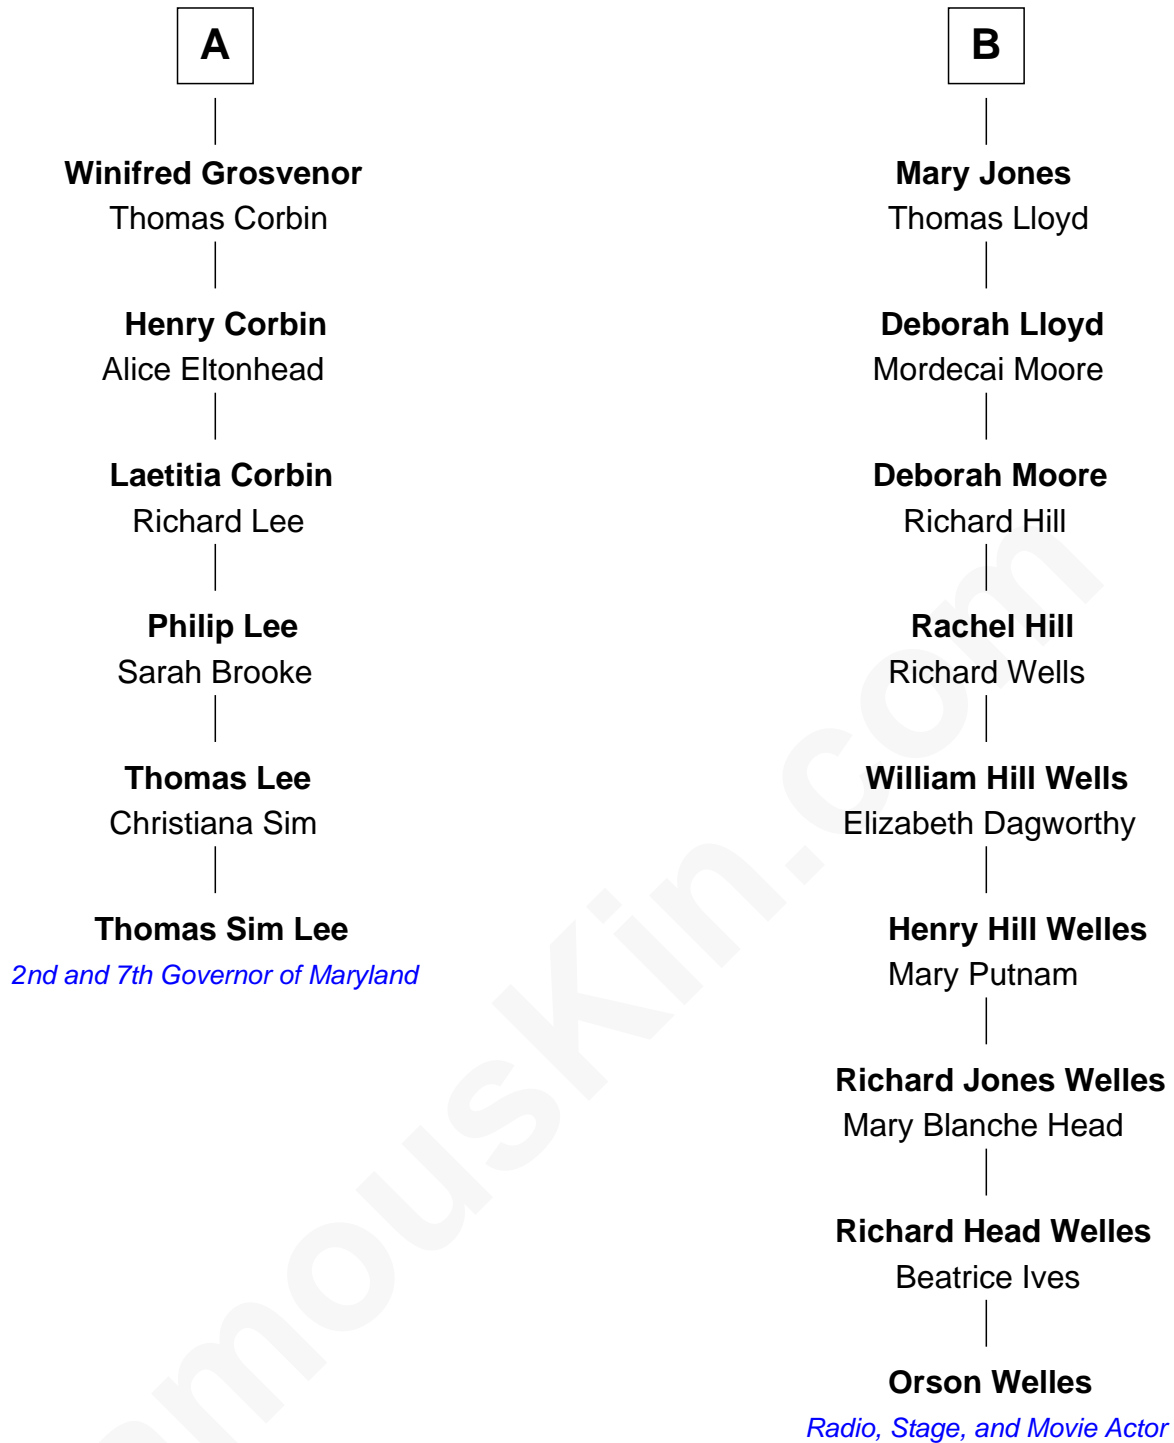 A
Winifred Grosvenor
Thomas Corbin
Henry Corbin
Alice Eltonhead
Laetitia Corbin
Richard Lee
Philip Lee
Sarah Brooke
Thomas Lee
Christiana Sim
Thomas Sim Lee
2nd and 7th Governor of Maryland
B
Mary Jones
Thomas Lloyd
Deborah Lloyd
Mordecai Moore
Deborah Moore
Richard Hill
Rachel Hill
Richard Wells
William Hill Wells
Elizabeth Dagworthy
Henry Hill Welles
Mary Putnam
Richard Jones Welles
Mary Blanche Head
Richard Head Welles
Beatrice Ives
Orson Welles
Radio, Stage, and Movie Actor
amouskin.com